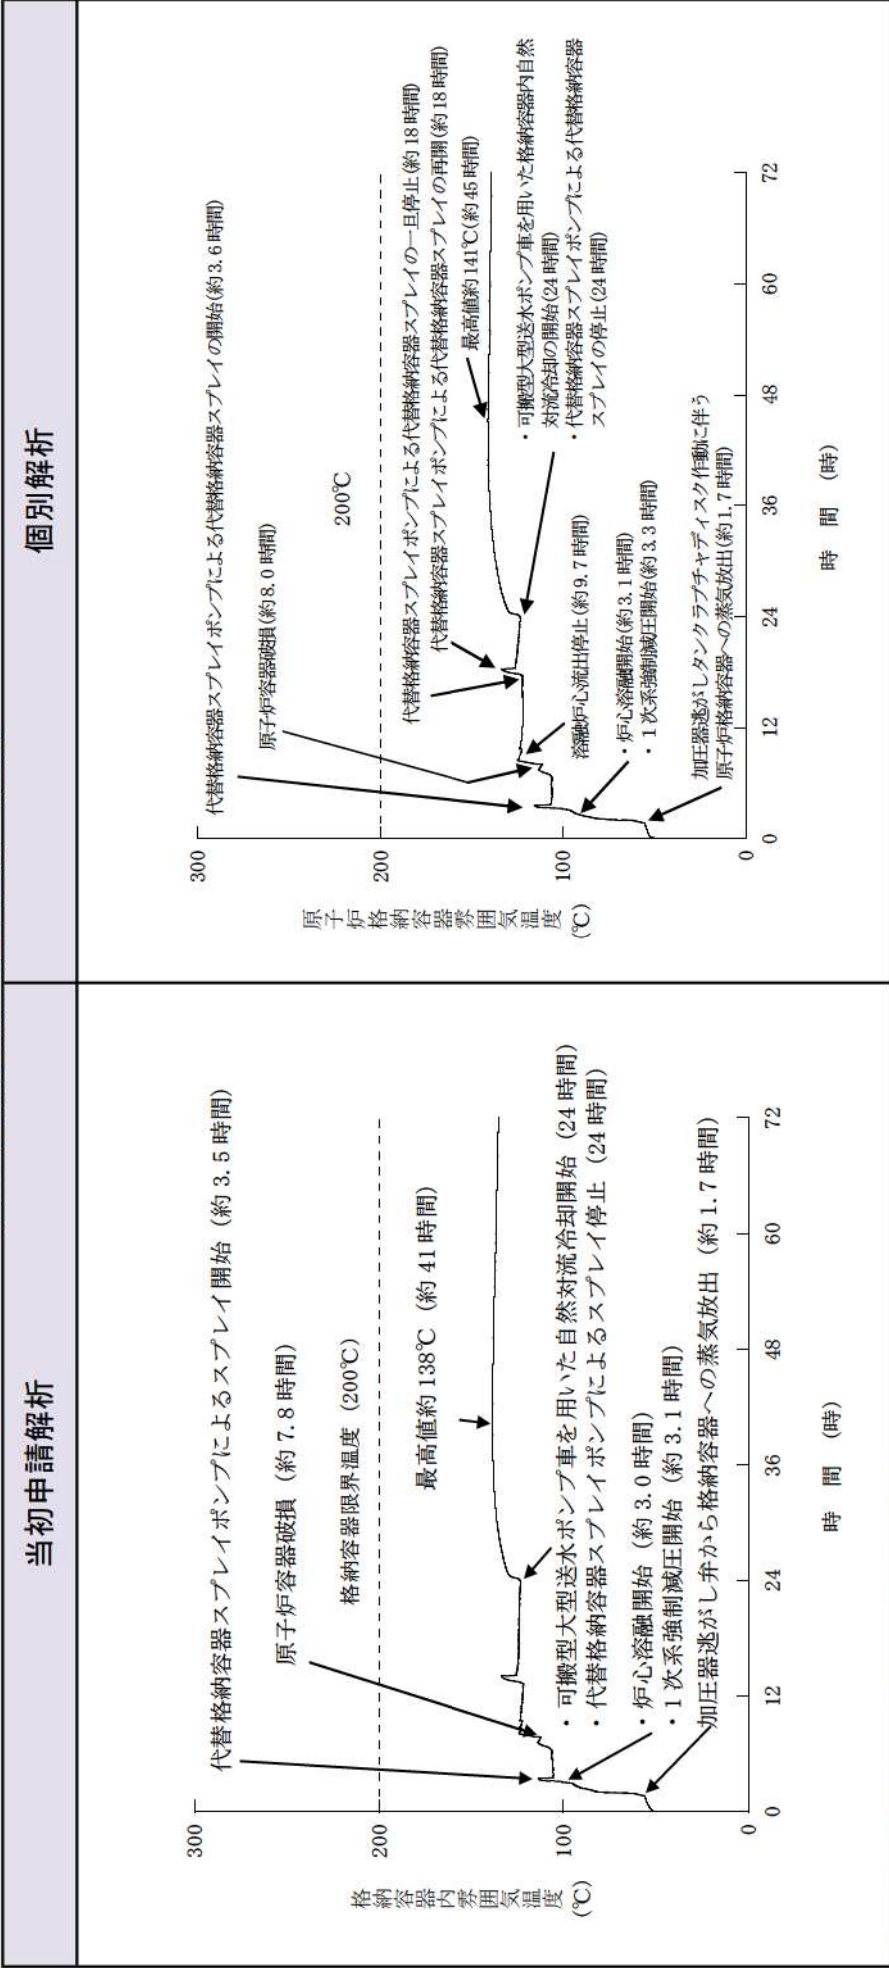 当初申請解析
代替格納容器スプレイポンプによるスプレイ開始（約 3.5 時間）
原子炉容器破損（約 7.8 時間）
格納容器限界温度（200℃）
最高値約 138℃（約 41 時間）
・可搬型大型送水ポンプ車を用いた自然対流冷却開始（24 時間）
・代替格納容器スプレイポンプによるスプレイ停止（24 時間）
・炉心溶融開始（約 3.0 時間）
・1 次系強制減圧開始（約 3.1 時間）
加圧器逃がし弁から格納容器への蒸気放出（約 1.7 時間）
300
200
100
0
格納容器内雰囲気温度
(℃)
0
12
24
36
48
60
72
時 間 (時)
個別解析
代替格納容器スプレイポンプによる代替格納容器スプレイの開始(約 3.6 時間)
原子炉容器破損(約 8.0 時間)
200℃
代替格納容器スプレイポンプによる代替格納容器スプレイの一旦停止(約 18 時間)
代替格納容器スプレイポンプによる代替格納容器スプレイの再開(約 18 時間)
最高値約 141℃(約 45 時間)
・可搬型大型送水ポンプ車を用いた格納容器内自然
対流冷却の開始(24 時間)
・代替格納容器スプレイポンプによる代替格納容器
スプレイの停止(24 時間)
溶融炉心流出停止(約 9.7 時間)
・炉心溶融開始(約 3.1 時間)
・1 次系強制減圧開始(約 3.3 時間)
加圧器逃がしタンクラプチャディスク作動に伴う
原子炉格納容器への蒸気放出(約 1.7 時間)
300
200
100
0
原子炉格納容器雰囲気温度
(℃)
0
12
24
36
48
60
72
時 間 (時)